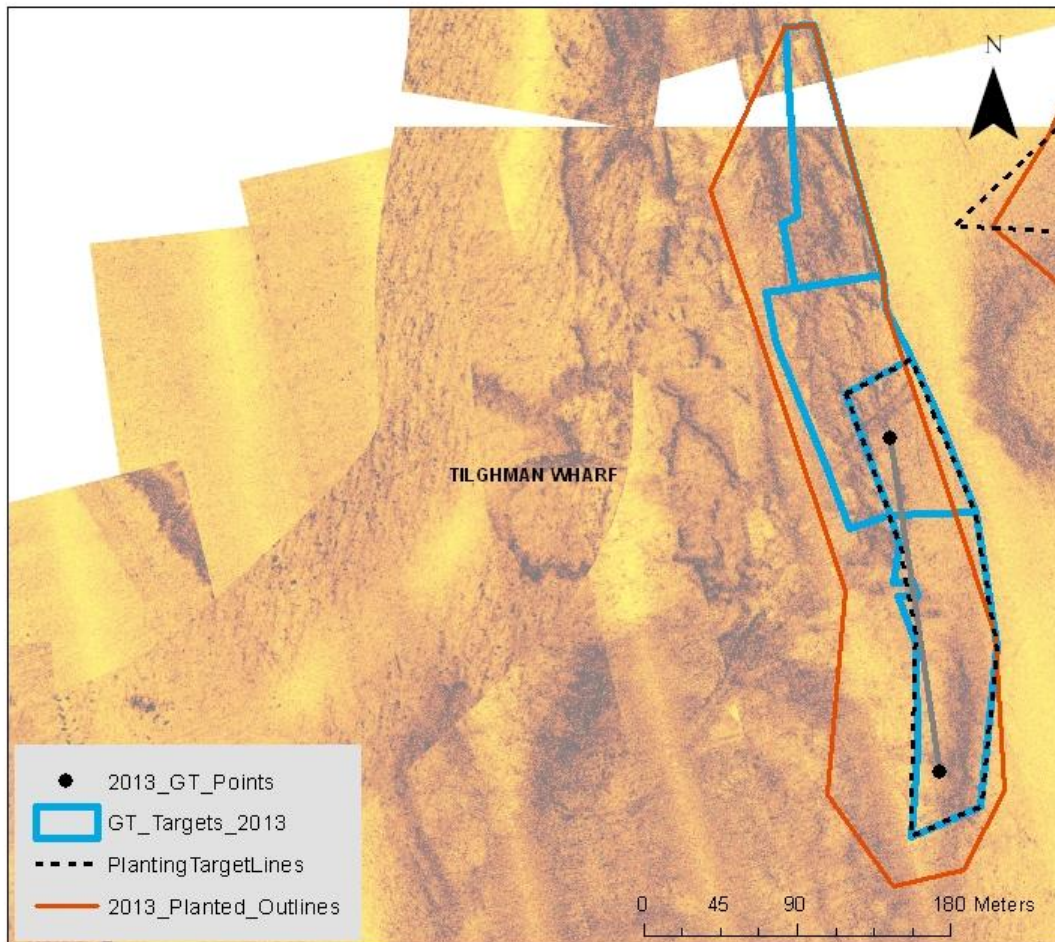 N
TILGHMAN WHARF
2013_GT_Points
GT_Targets_2013
PlantingTargetLines
2013_Planted_Outlines
0 45 90 180 Meters